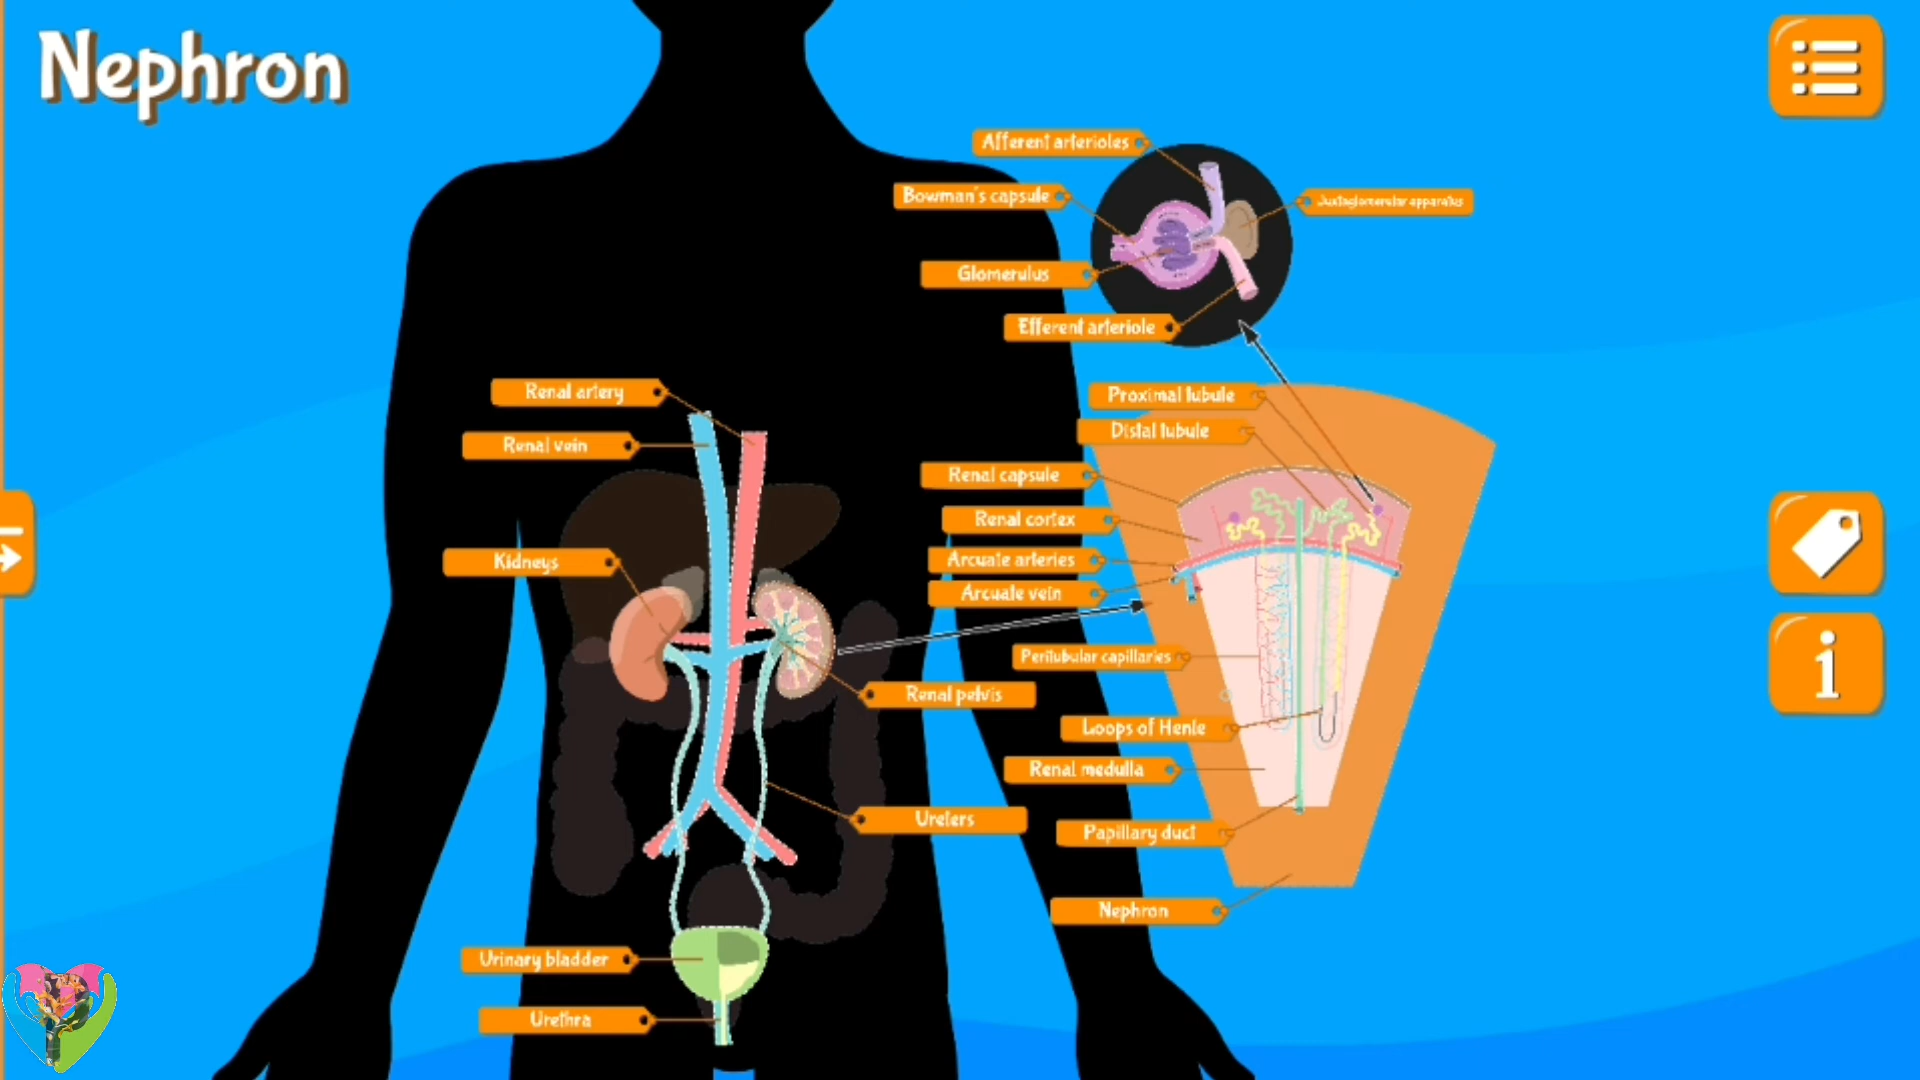 Nephron
Afferent arterioles
Bowman's capsule
Juxtaglomerular apparatus
Glomerulus
Efferent arteriole
Renal artery
Renal vein
Proximal tubule
Distal tubule
Renal capsule
Renal cortex
Kidneys
Arcuate arteries
Arcuate vein
Peritubular capillaries
Renal pelvis
Loops of Henle
Renal medulla
Ureters
Papillary duct
Nephron
Urinary bladder
Urethra